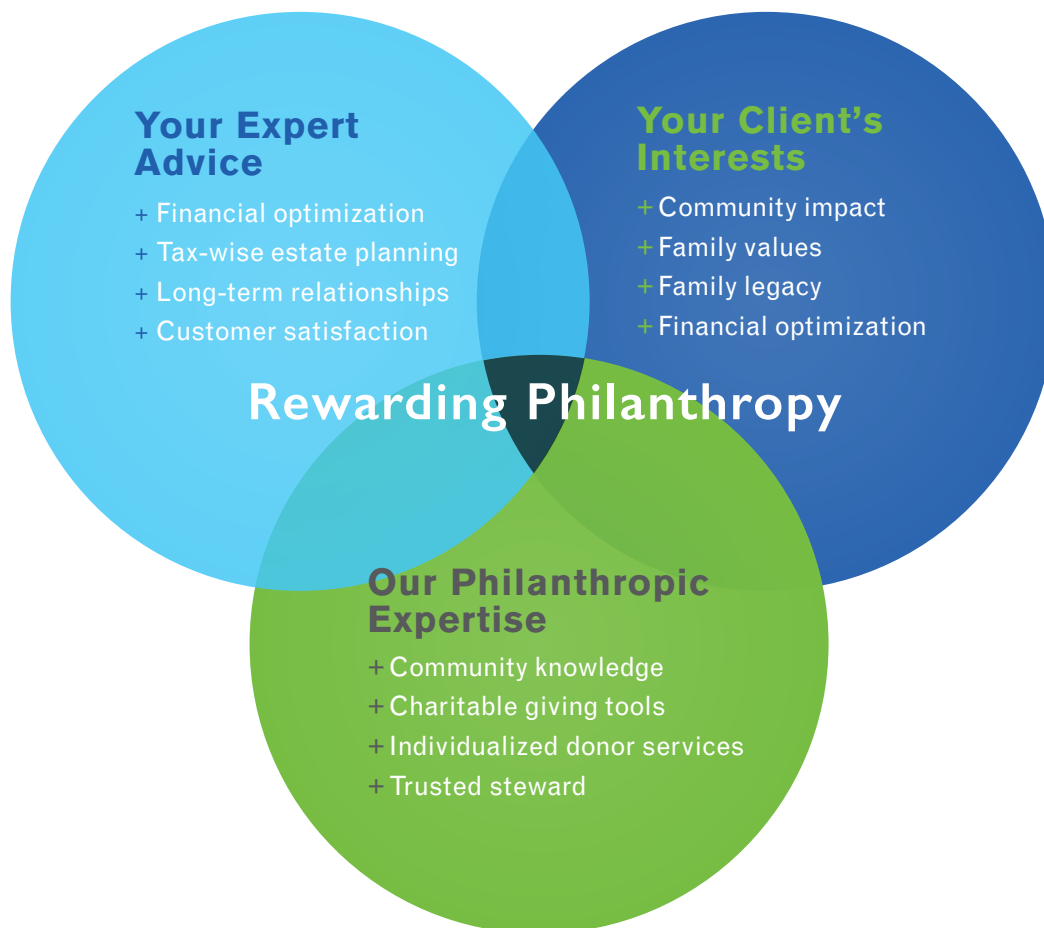 Your Expert
Advice
+ Financial optimization
+ Tax-wise estate planning
+ Long-term relationships
+ Customer satisfaction
Your Client’s
Interests
+ Community impact
+ Family values
+ Family legacy
+ Financial optimization
Rewarding Philanthropy
Our Philanthropic
Expertise
+ Community knowledge
+ Charitable giving tools
+ Individualized donor services
+ Trusted steward